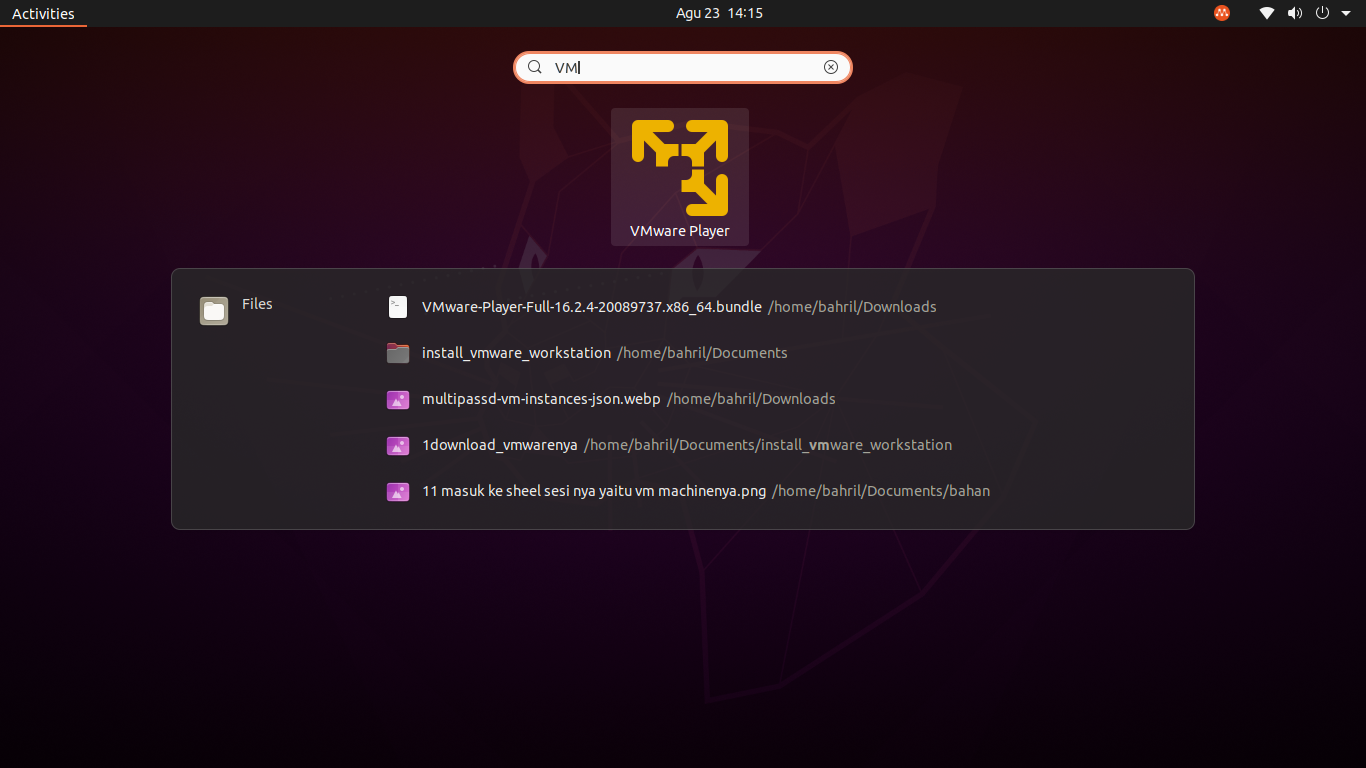 Activities
Agu 23 14:15
VM
VMware Player
Files
VMware-Player-Full-16.2.4-20089737.x86_64.bundle /home/bahril/Downloads
install_vmware_workstation /home/bahril/Documents
multipassd-vm-instances-json.webp /home/bahril/Downloads
1download_vmwarenya /home/bahril/Documents/install_vmware_workstation
11 masuk ke sheel sesi nya yaitu vm machinenya.png /home/bahril/Documents/bahan